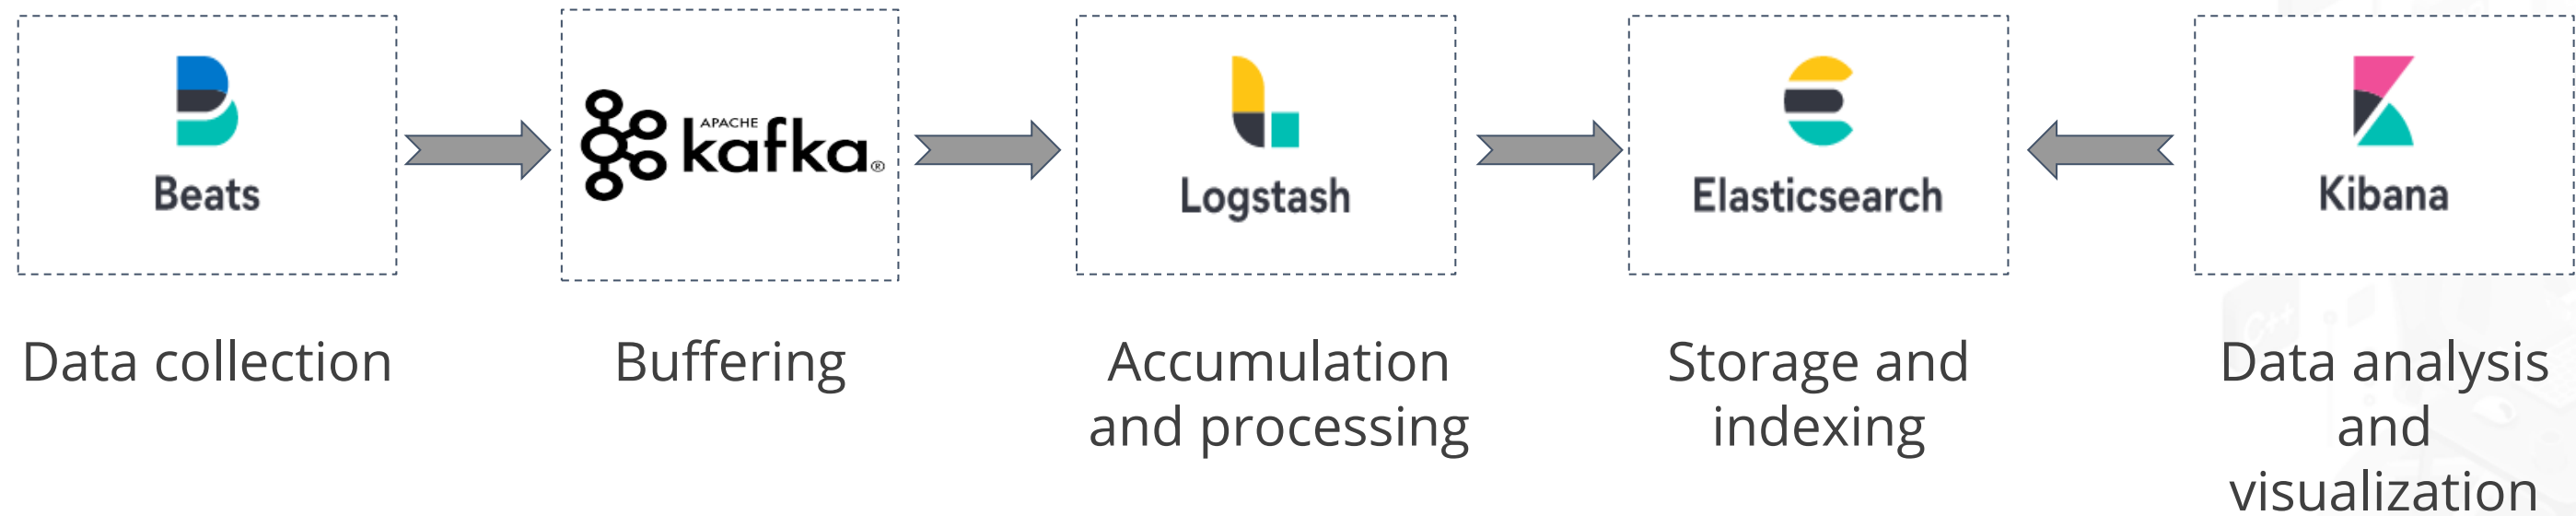 Beats
APACHE
kafka®
Logstash
Elasticsearch
Kibana
Data collection
Buffering
Accumulation
and processing
Storage and
indexing
Data analysis
and
visualization
C++